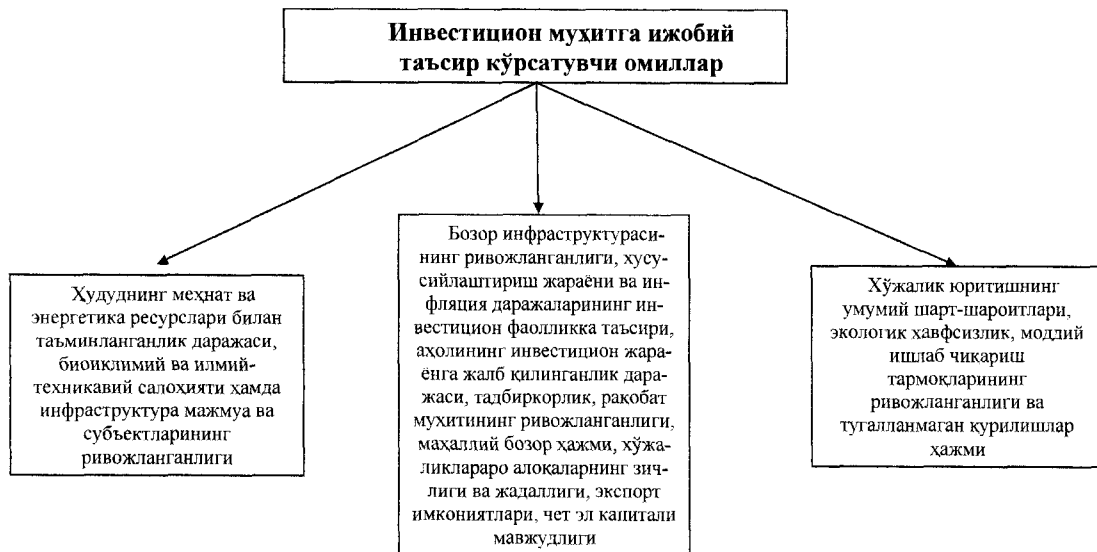 Инвестицион муҳитга ижобий
таъсир кўрсатувчи омиллар
Ҳудуднинг меҳнат ва
энергетика ресурслари билан
таъминланганлик даражаси,
биоиқлимий ва илмий-
техникавий салоҳияти ҳамда
инфраструктура мажмуа ва
субъектларининг
ривожланганлиги
Бозор инфраструктураси-
нинг ривожланганлиги, хусу-
сийлаштириш жараёни ва ин-
фляция даражаларининг ин-
вестицион фаолликка таъсири,
аҳолининг инвестицион жара-
ёнга жалб қилинганлик дара-
жаси, тадбиркорлик, рақобат
муҳитининг ривожланганлиги,
маҳаллий бозор ҳажми, хўжа-
ликлараро алоқаларнинг зич-
лиги ва жадаллиги, экспорт
имкониятлари, чет эл капитали
мавжудлиги
Хўжалик юритишнинг
умумий шарт-шароитлари,
экологик хавфсизлик, моддий
ишлаб чиқариш
тармоқларининг
ривожланганлиги ва
тугалланмаган қурилишлар
ҳажми